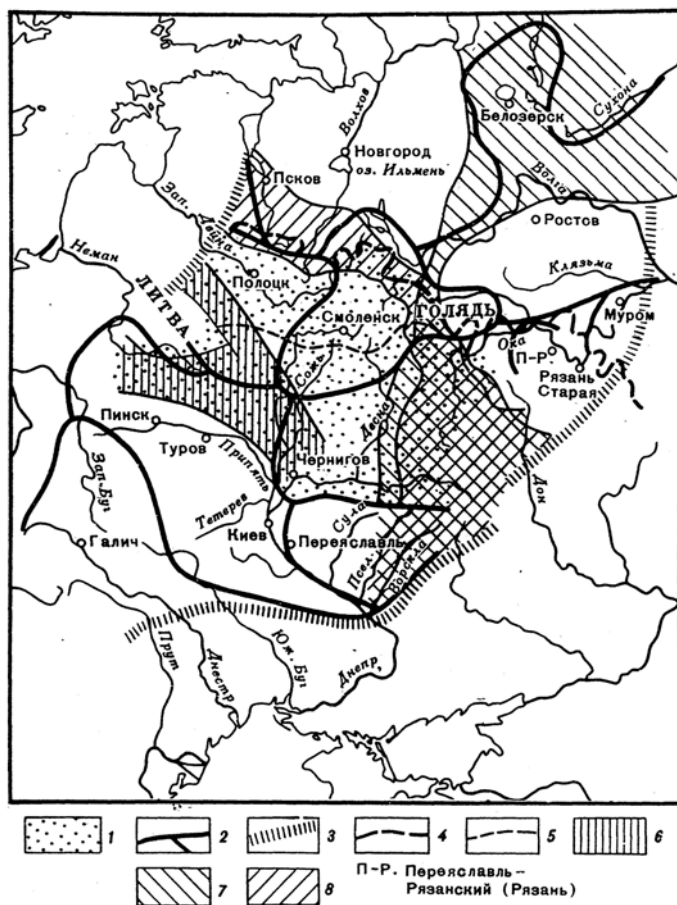 Белозерск
Сухона
Волхов
Новгород
оз. Ильмень
Псков
Волга
Ростов
Зап. Двина
Клязьма
Неман
ЛИТВА
Полоцк
Смоленск
ГОЛЯДЬ
Муром
Ока
П-Р
Рязань
Старая
Сож
Десна
Пинск
Туров
Припять
Чернигов
Дон
Зап. Буг
Тетерев
Сула
Киев
Переяславль
Галич
Псел
Ворскла
Прут
Днестр
Юж. Буг
Днепр
1 2 3 4 5 6
7 8 П-Р. Переяславль-
Рязанский (Рязань)